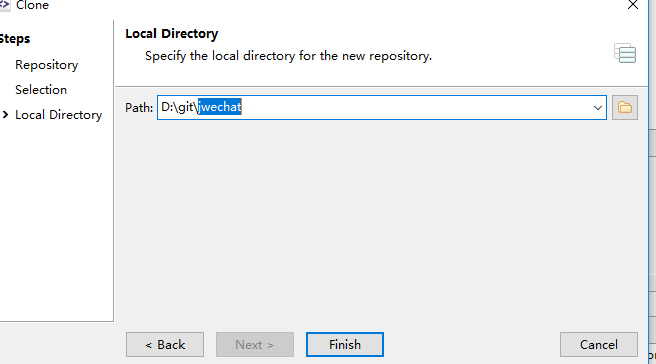 Clone
Steps
Repository
Selection
Local Directory
Local Directory
Specify the local directory for the new repository.
Path: D:\git\jwechat
< Back
Next >
Finish
Cancel